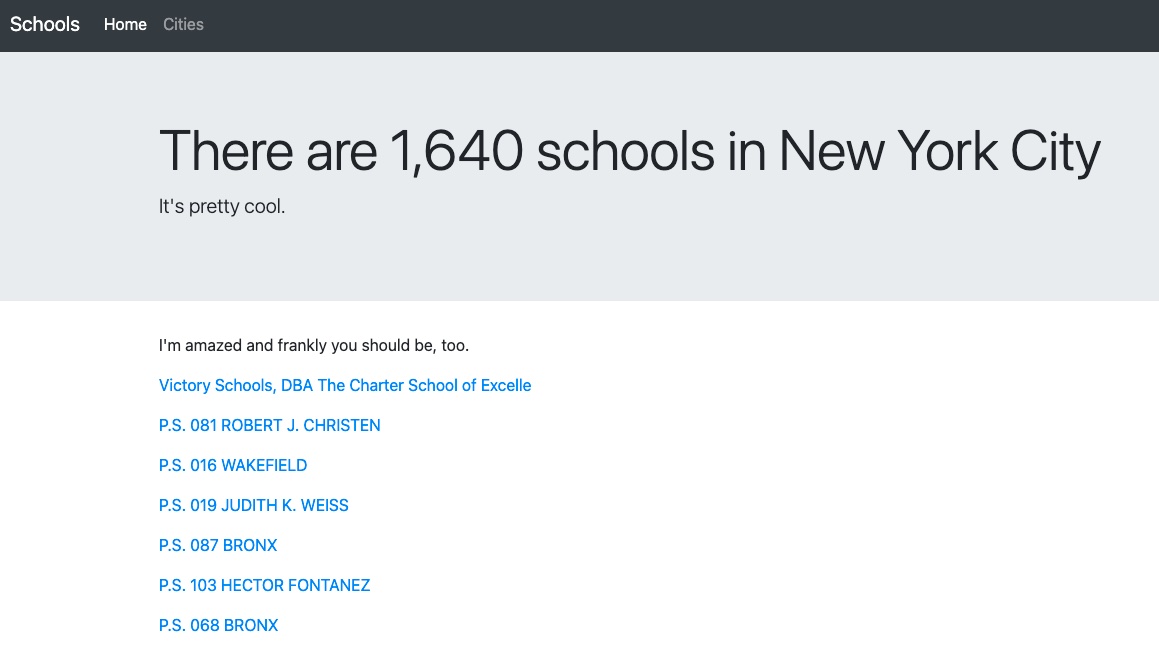 Schools Home Cities
There are 1,640 schools in New York City
It's pretty cool.
I'm amazed and frankly you should be, too.
Victory Schools, DBA The Charter School of Excelle
P.S. 081 ROBERT J. CHRISTEN
P.S. 016 WAKEFIELD
P.S. 019 JUDITH K. WEISS
P.S. 087 BRONX
P.S. 103 HECTOR FONTANEZ
P.S. 068 BRONX